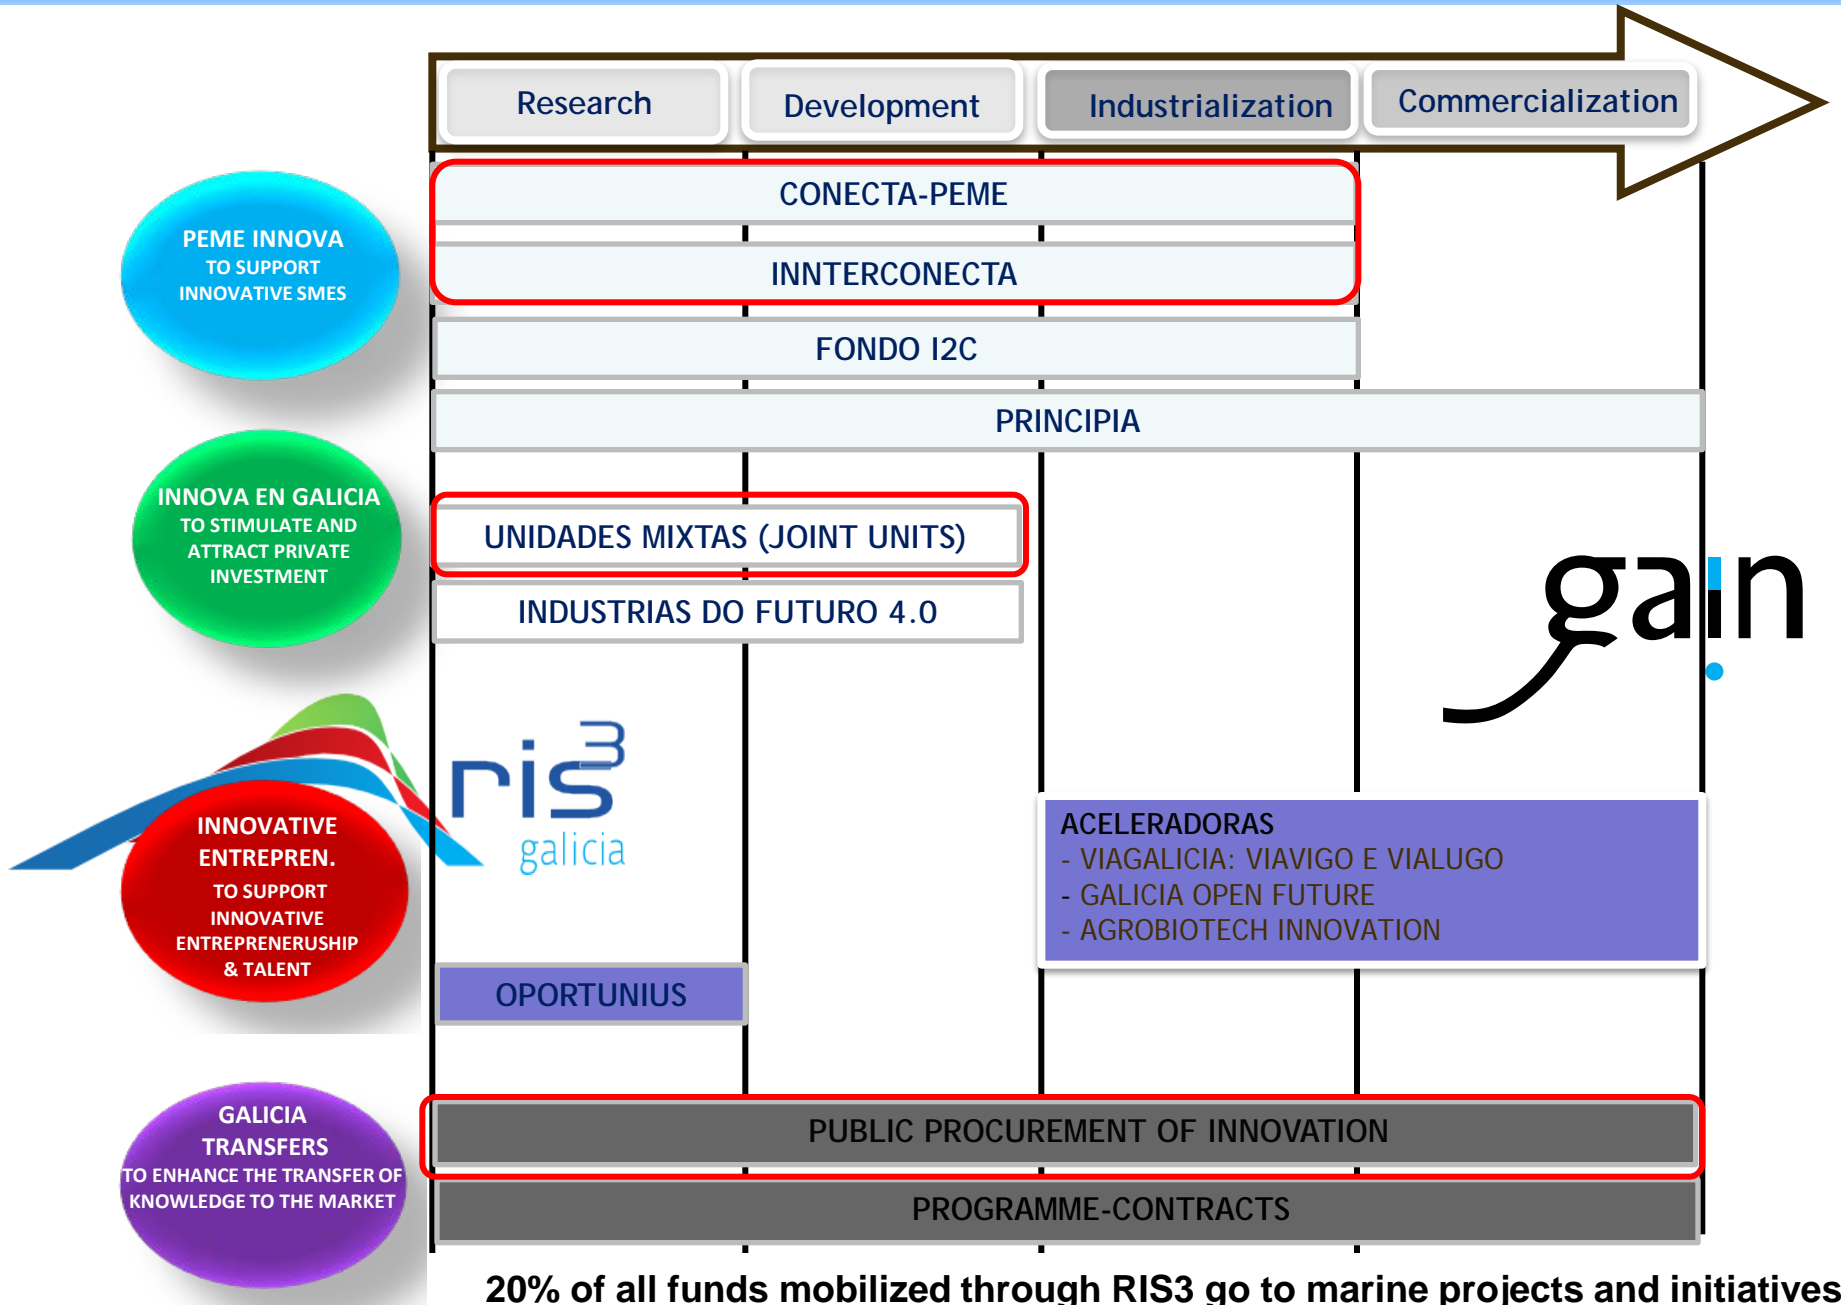 Research
Development
Industrialization
Commercialization
CONECTA-PEME
PEME INNOVA
TO SUPPORT
INNOVATIVE SMES
INNTERCONECTA
FONDO I2C
PRINCIPIA
INNOVA EN GALICIA
TO STIMULATE AND
ATTRACT PRIVATE
INVESTMENT
UNIDADES MIXTAS (JOINT UNITS)
INDUSTRIAS DO FUTURO 4.0
gain
ris3
galicia
INNOVATIVE
ENTREPREN.
TO SUPPORT
INNOVATIVE
ENTREPRENERUSHIP
& TALENT
ACELERADORAS
- VIAGALICIA: VIAVIGO E VIALUGO
- GALICIA OPEN FUTURE
- AGROBIOTECH INNOVATION
OPORTUNIUS
GALICIA
TRANSFERS
TO ENHANCE THE TRANSFER OF
KNOWLEDGE TO THE MARKET
PUBLIC PROCUREMENT OF INNOVATION
PROGRAMME-CONTRACTS
20% of all funds mobilized through RIS3 go to marine projects and initiatives